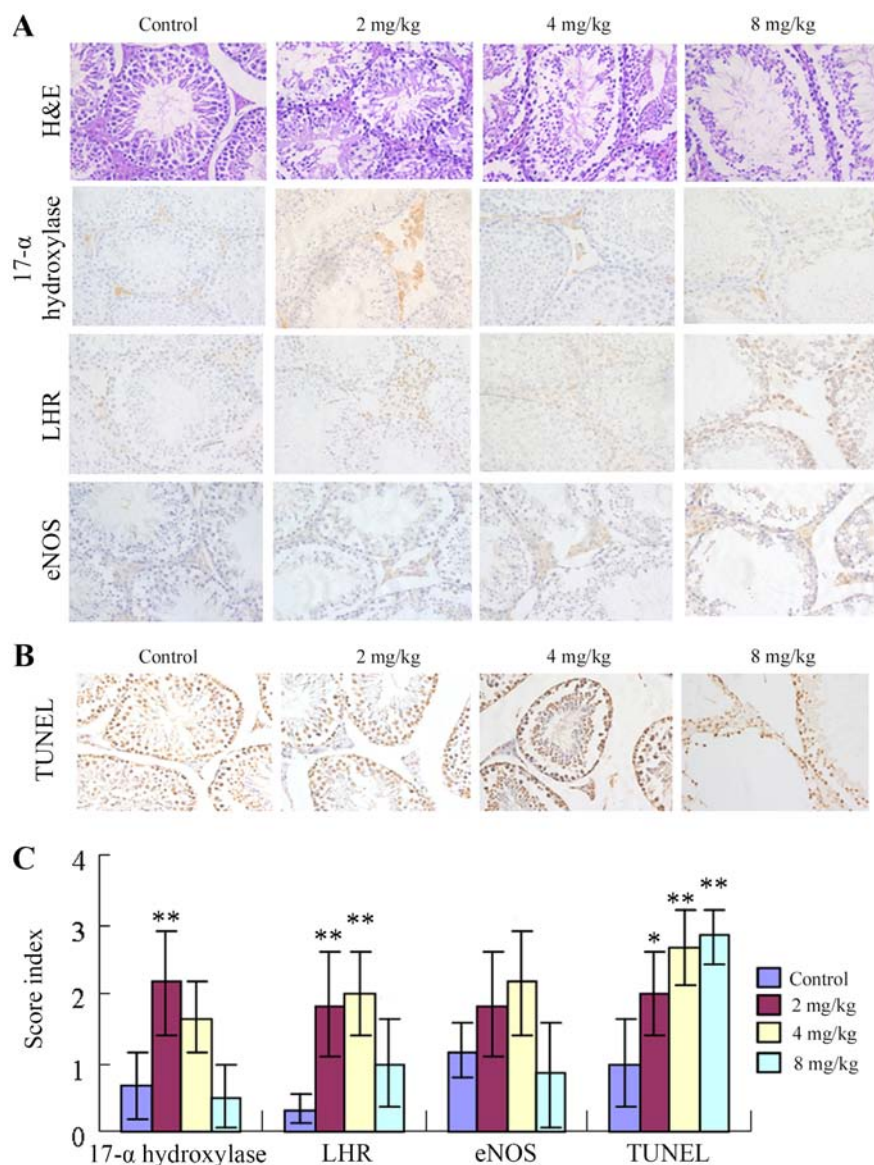 A
Control 2 mg/kg 4 mg/kg 8 mg/kg
H&E
17-α
hydroxylase
LHR
eNOS
B
Control 2 mg/kg 4 mg/kg 8 mg/kg
TUNEL
C
4
3
2
1
0
Score index
** ** ** * ** **
Control
2 mg/kg
4 mg/kg
8 mg/kg
17-α hydroxylase LHR eNOS TUNEL